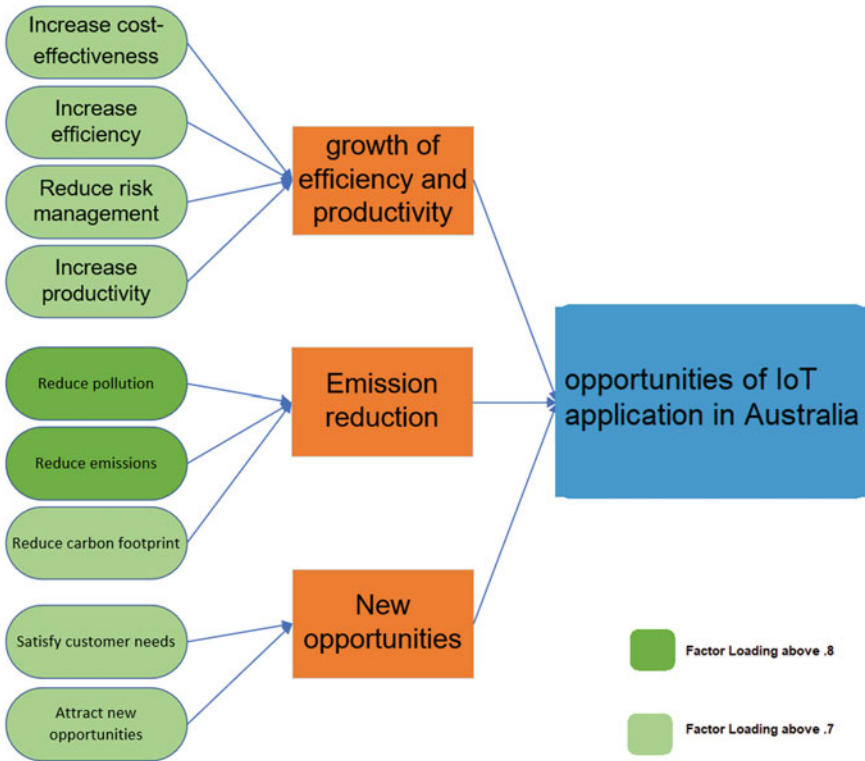 Increase cost-
effectiveness
Increase
efficiency
Reduce risk
management
Increase
productivity
Reduce pollution
Reduce emissions
Reduce carbon footprint
Satisfy customer needs
Attract new
opportunities
growth of
efficiency and
productivity
Emission
reduction
New
opportunities
opportunities of IoT
application in Australia
Factor Loading above .8
Factor Loading above .7